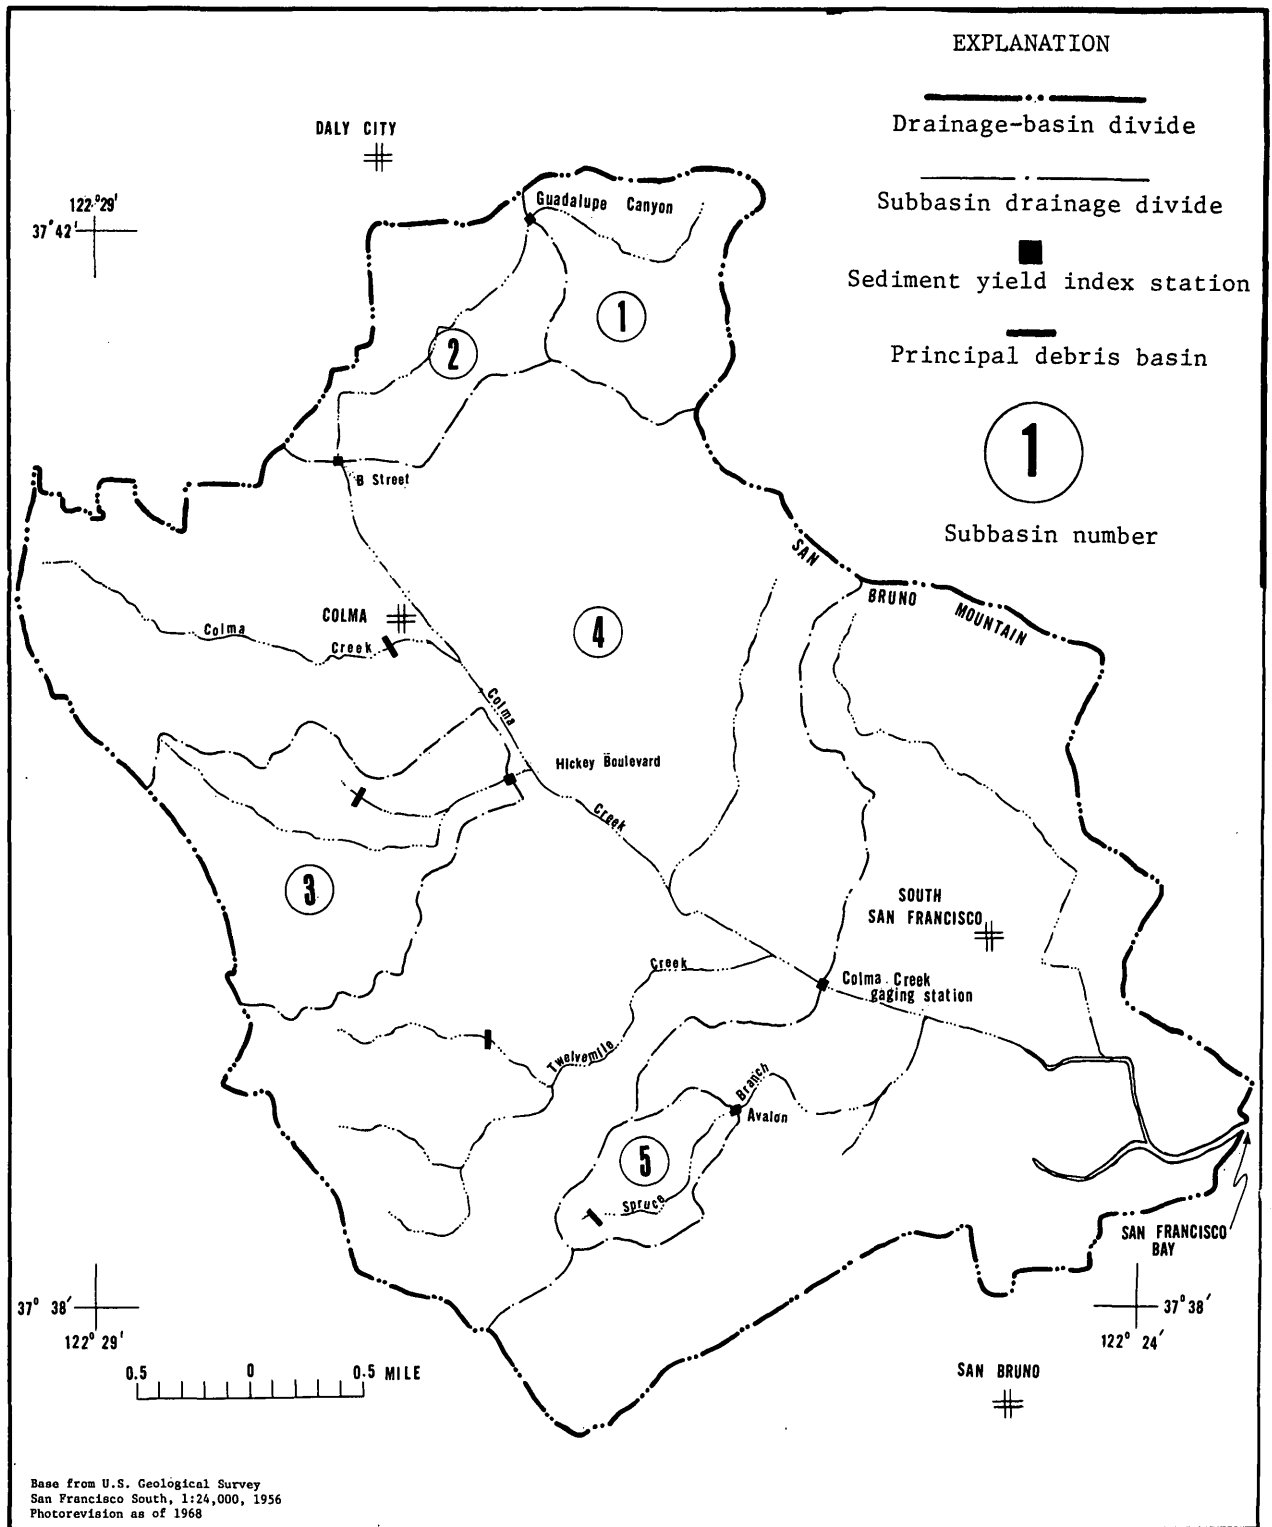 EXPLANATION
Drainage-basin divide
Subbasin drainage divide
Sediment yield index station
Principal debris basin
1
Subbasin number
DALY CITY
122°29'
37°42'
Guadalupe Canyon
1
2
B Street
SAN
BRUNO
MOUNTAIN
COLMA
4
Colma
Creek
Colma
Hickey Boulevard
Creek
3
SOUTH
SAN FRANCISCO
Creek
Colma Creek
gaging station
Twelvemile
Branch
Avalon
5
Spruce
SAN FRANCISCO
BAY
37° 38'
122° 29'
37° 38'
122° 24'
0.5 0 0.5 MILE
SAN BRUNO
Base from U.S. Geological Survey
San Francisco South, 1:24,000, 1956
Photorevision as of 1968